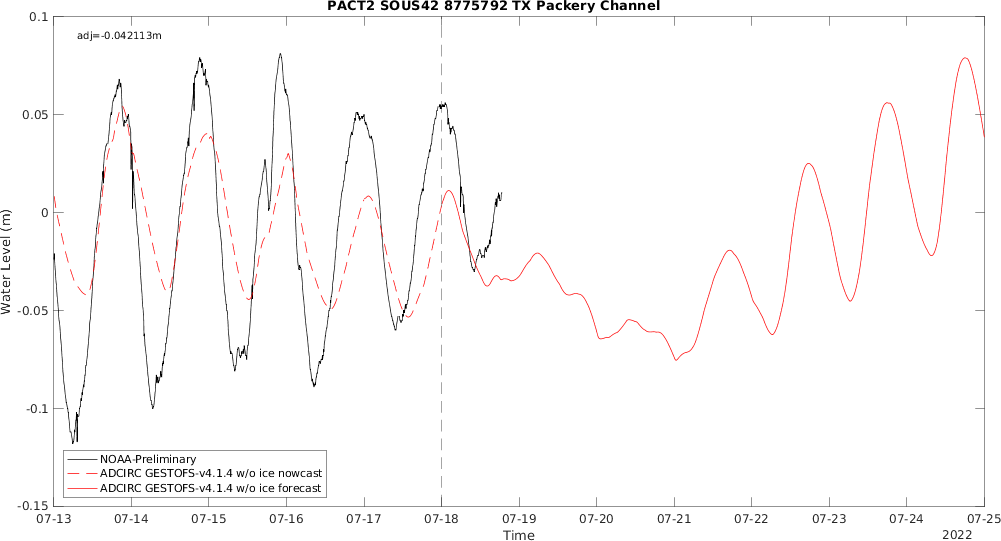 PACT2 SOUS42 8775792 TX Packery Channel
adj=-0.042113m
0.1
0.05
0
-0.05
-0.1
-0.15
Water Level (m)
NOAA-Preliminary
ADCIRC GESTOFS-v4.1.4 w/o ice nowcast
ADCIRC GESTOFS-v4.1.4 w/o ice forecast
07-13 07-14 07-15 07-16 07-17 07-18 07-19 07-20 07-21 07-22 07-23 07-24 07-25
Time
2022